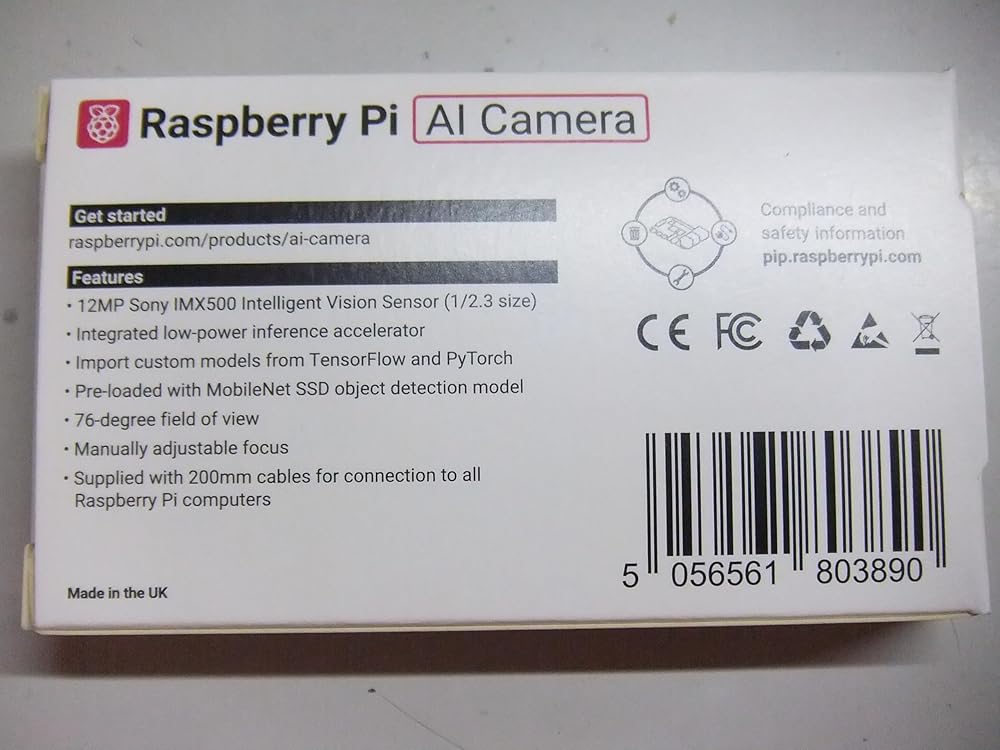 Raspberry Pi AI Camera
Get started
raspberrypi.com/products/ai-camera
Features
• 12MP Sony IMX500 Intelligent Vision Sensor (1/2.3 size)
• Integrated low-power inference accelerator
• Import custom models from TensorFlow and PyTorch
• Pre-loaded with MobileNet SSD object detection model
• 76-degree field of view
• Manually adjustable focus
• Supplied with 200mm cables for connection to all
Raspberry Pi computers
Made in the UK
Compliance and
safety information
pip.raspberrypi.com
CE FC
5 056561 803890